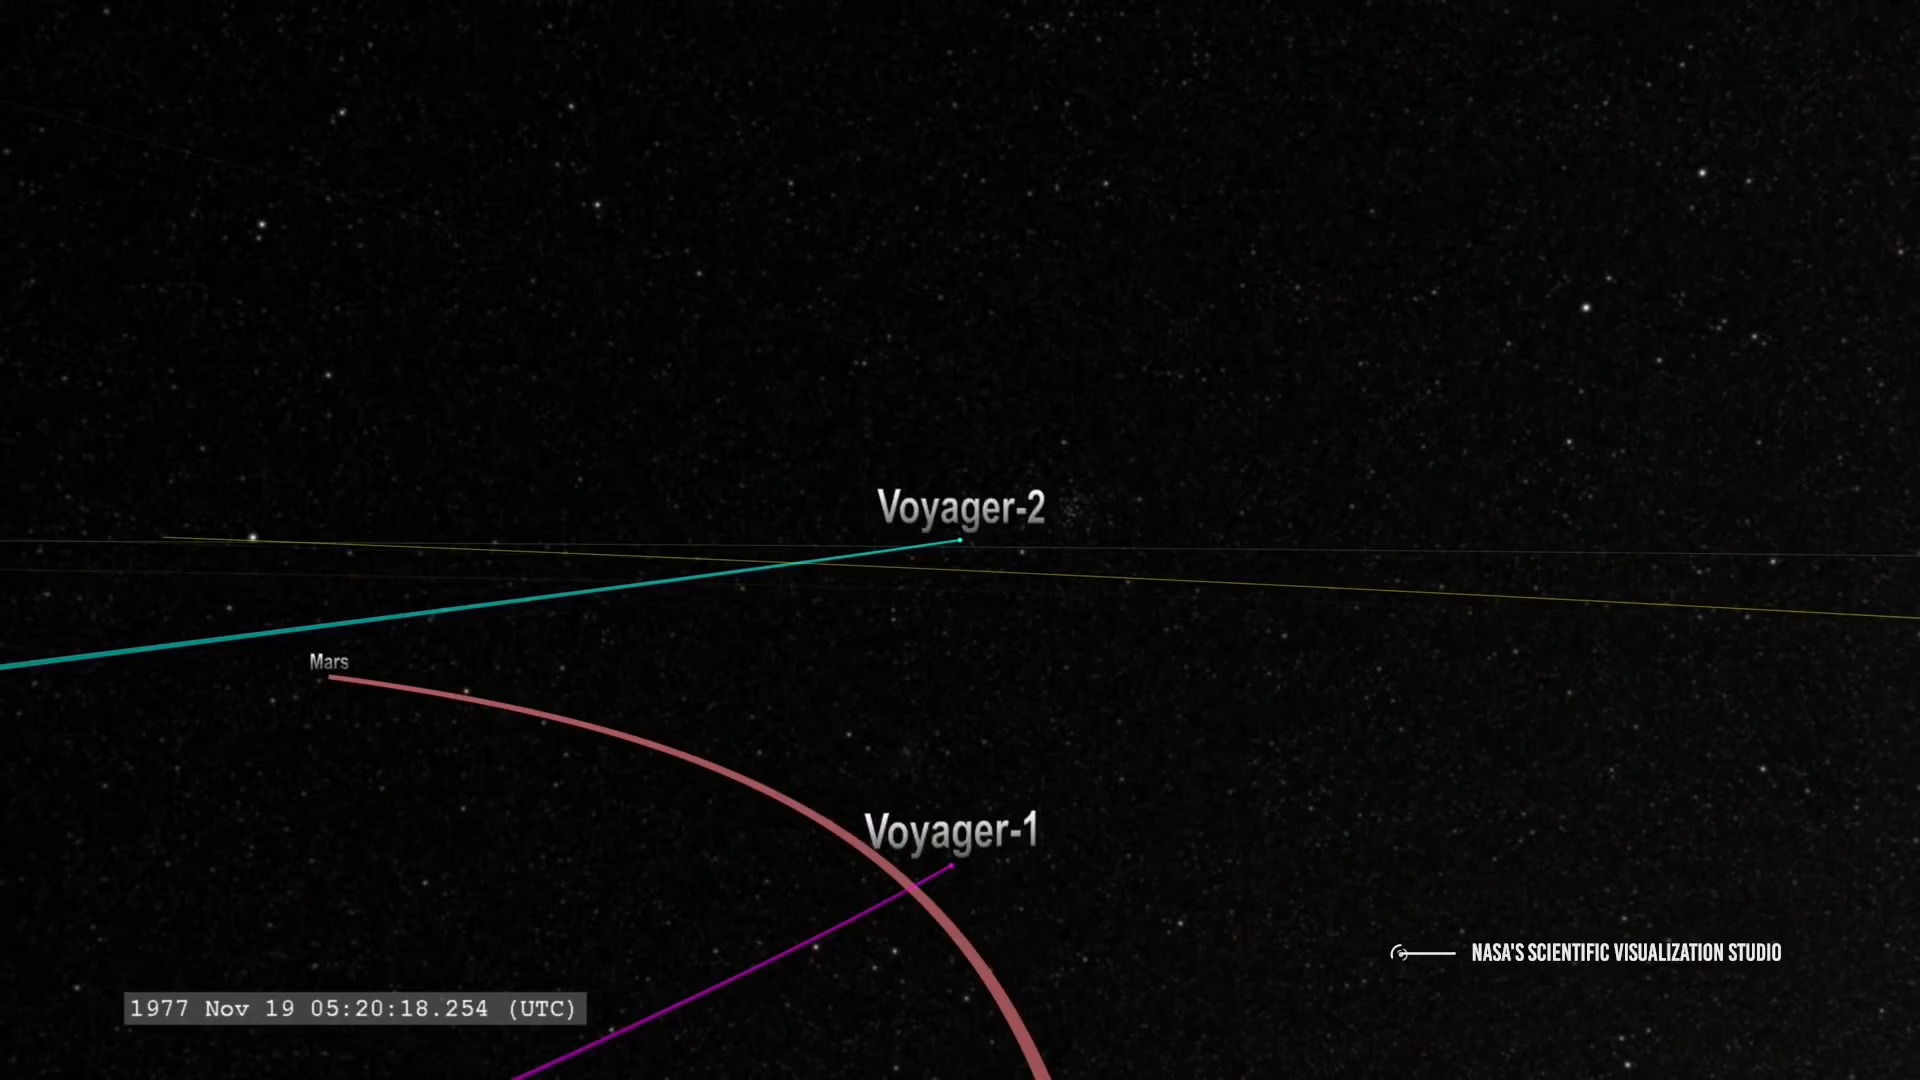 Voyager-2
Mars
Voyager-1
NASA'S SCIENTIFIC VISUALIZATION STUDIO
1977 Nov 19 05:20:18.254 (UTC)